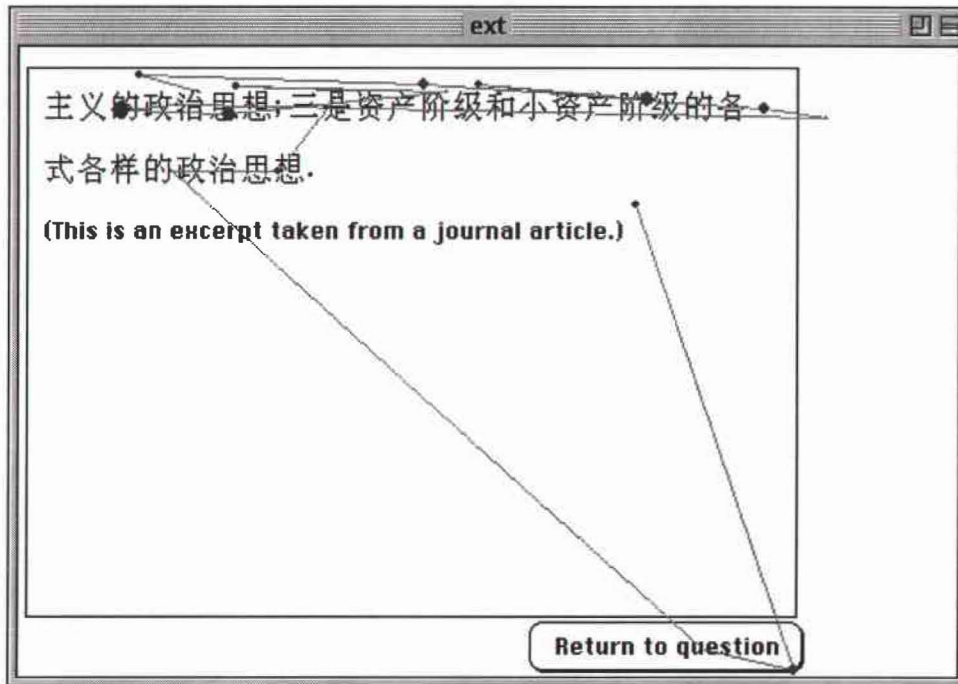 ext
主义的政治思想;三是资产阶级和小资产阶级的各
式各样的政治思想.
(This is an excerpt taken from a journal article.)
Return to question